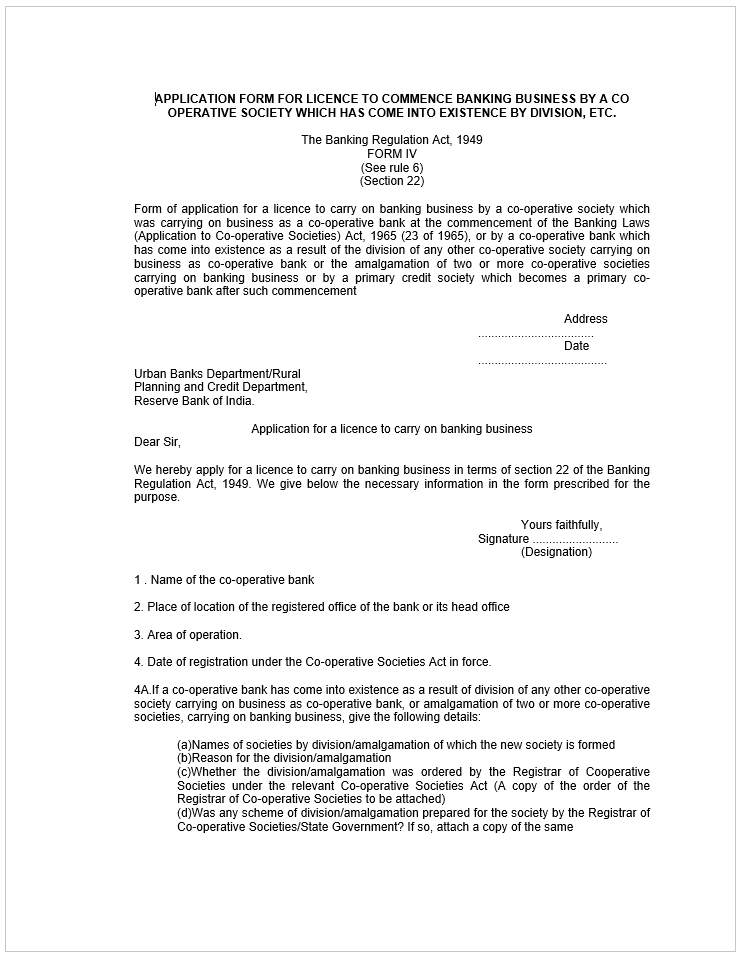 APPLICATION FORM FOR LICENCE TO COMMENCE BANKING BUSINESS BY A CO
OPERATIVE SOCIETY WHICH HAS COME INTO EXISTENCE BY DIVISION, ETC.
The Banking Regulation Act, 1949
FORM IV
(See rule 6)
(Section 22)
Form of application for a licence to carry on banking business by a co-operative society which
was carrying on business as a co-operative bank at the commencement of the Banking Laws
(Application to Co-operative Societies) Act, 1965 (23 of 1965), or by a co-operative bank which
has come into existence as a result of the division of any other co-operative society carrying on
business as co-operative bank or the amalgamation of two or more co-operative societies
carrying on banking business or by a primary credit society which becomes a primary co-
operative bank after such commencement
Address
...................................
Date
.......................................
Urban Banks Department/Rural
Planning and Credit Department,
Reserve Bank of India.
Application for a licence to carry on banking business
Dear Sir,
We hereby apply for a licence to carry on banking business in terms of section 22 of the Banking
Regulation Act, 1949. We give below the necessary information in the form prescribed for the
purpose.
Yours faithfully,
Signature ..........................
(Designation)
1 . Name of the co-operative bank
2. Place of location of the registered office of the bank or its head office
3. Area of operation.
4. Date of registration under the Co-operative Societies Act in force.
4A.If a co-operative bank has come into existence as a result of division of any other co-operative
society carrying on business as co-operative bank, or amalgamation of two or more co-operative
societies, carrying on banking business, give the following details:
(a)Names of societies by division/amalgamation of which the new society is formed
(b)Reason for the division/amalgamation
(c)Whether the division/amalgamation was ordered by the Registrar of Cooperative
Societies under the relevant Co-operative Societies Act (A copy of the order of the
Registrar of Co-operative Societies to be attached)
(d)Was any scheme of division/amalgamation prepared for the society by the Registrar of
Co-operative Societies/State Government? If so, attach a copy of the same